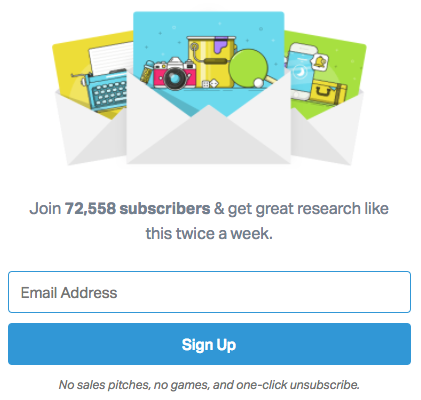 Join 72,558 subscribers & get great research like
this twice a week.
Email Address
Sign Up
No sales pitches, no games, and one-click unsubscribe.